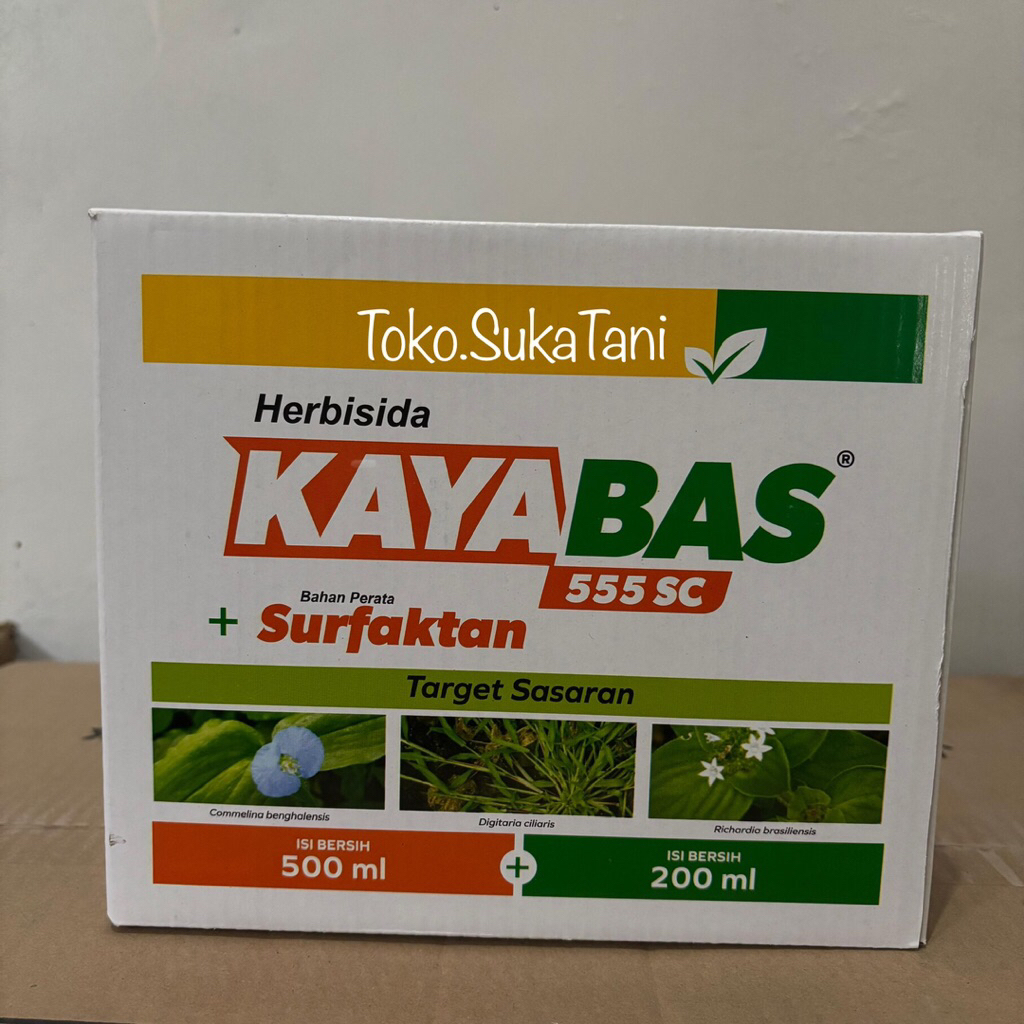 Toko.SukaTani
Herbisida
KAYABAS®
555 SC
Bahan Perata
+ Surfaktan
Target Sasaran
Commelina benghalensis
Digitaria ciliaris
Richardia brasiliensis
ISI BERSIH
500 ml
+
ISI BERSIH
200 ml